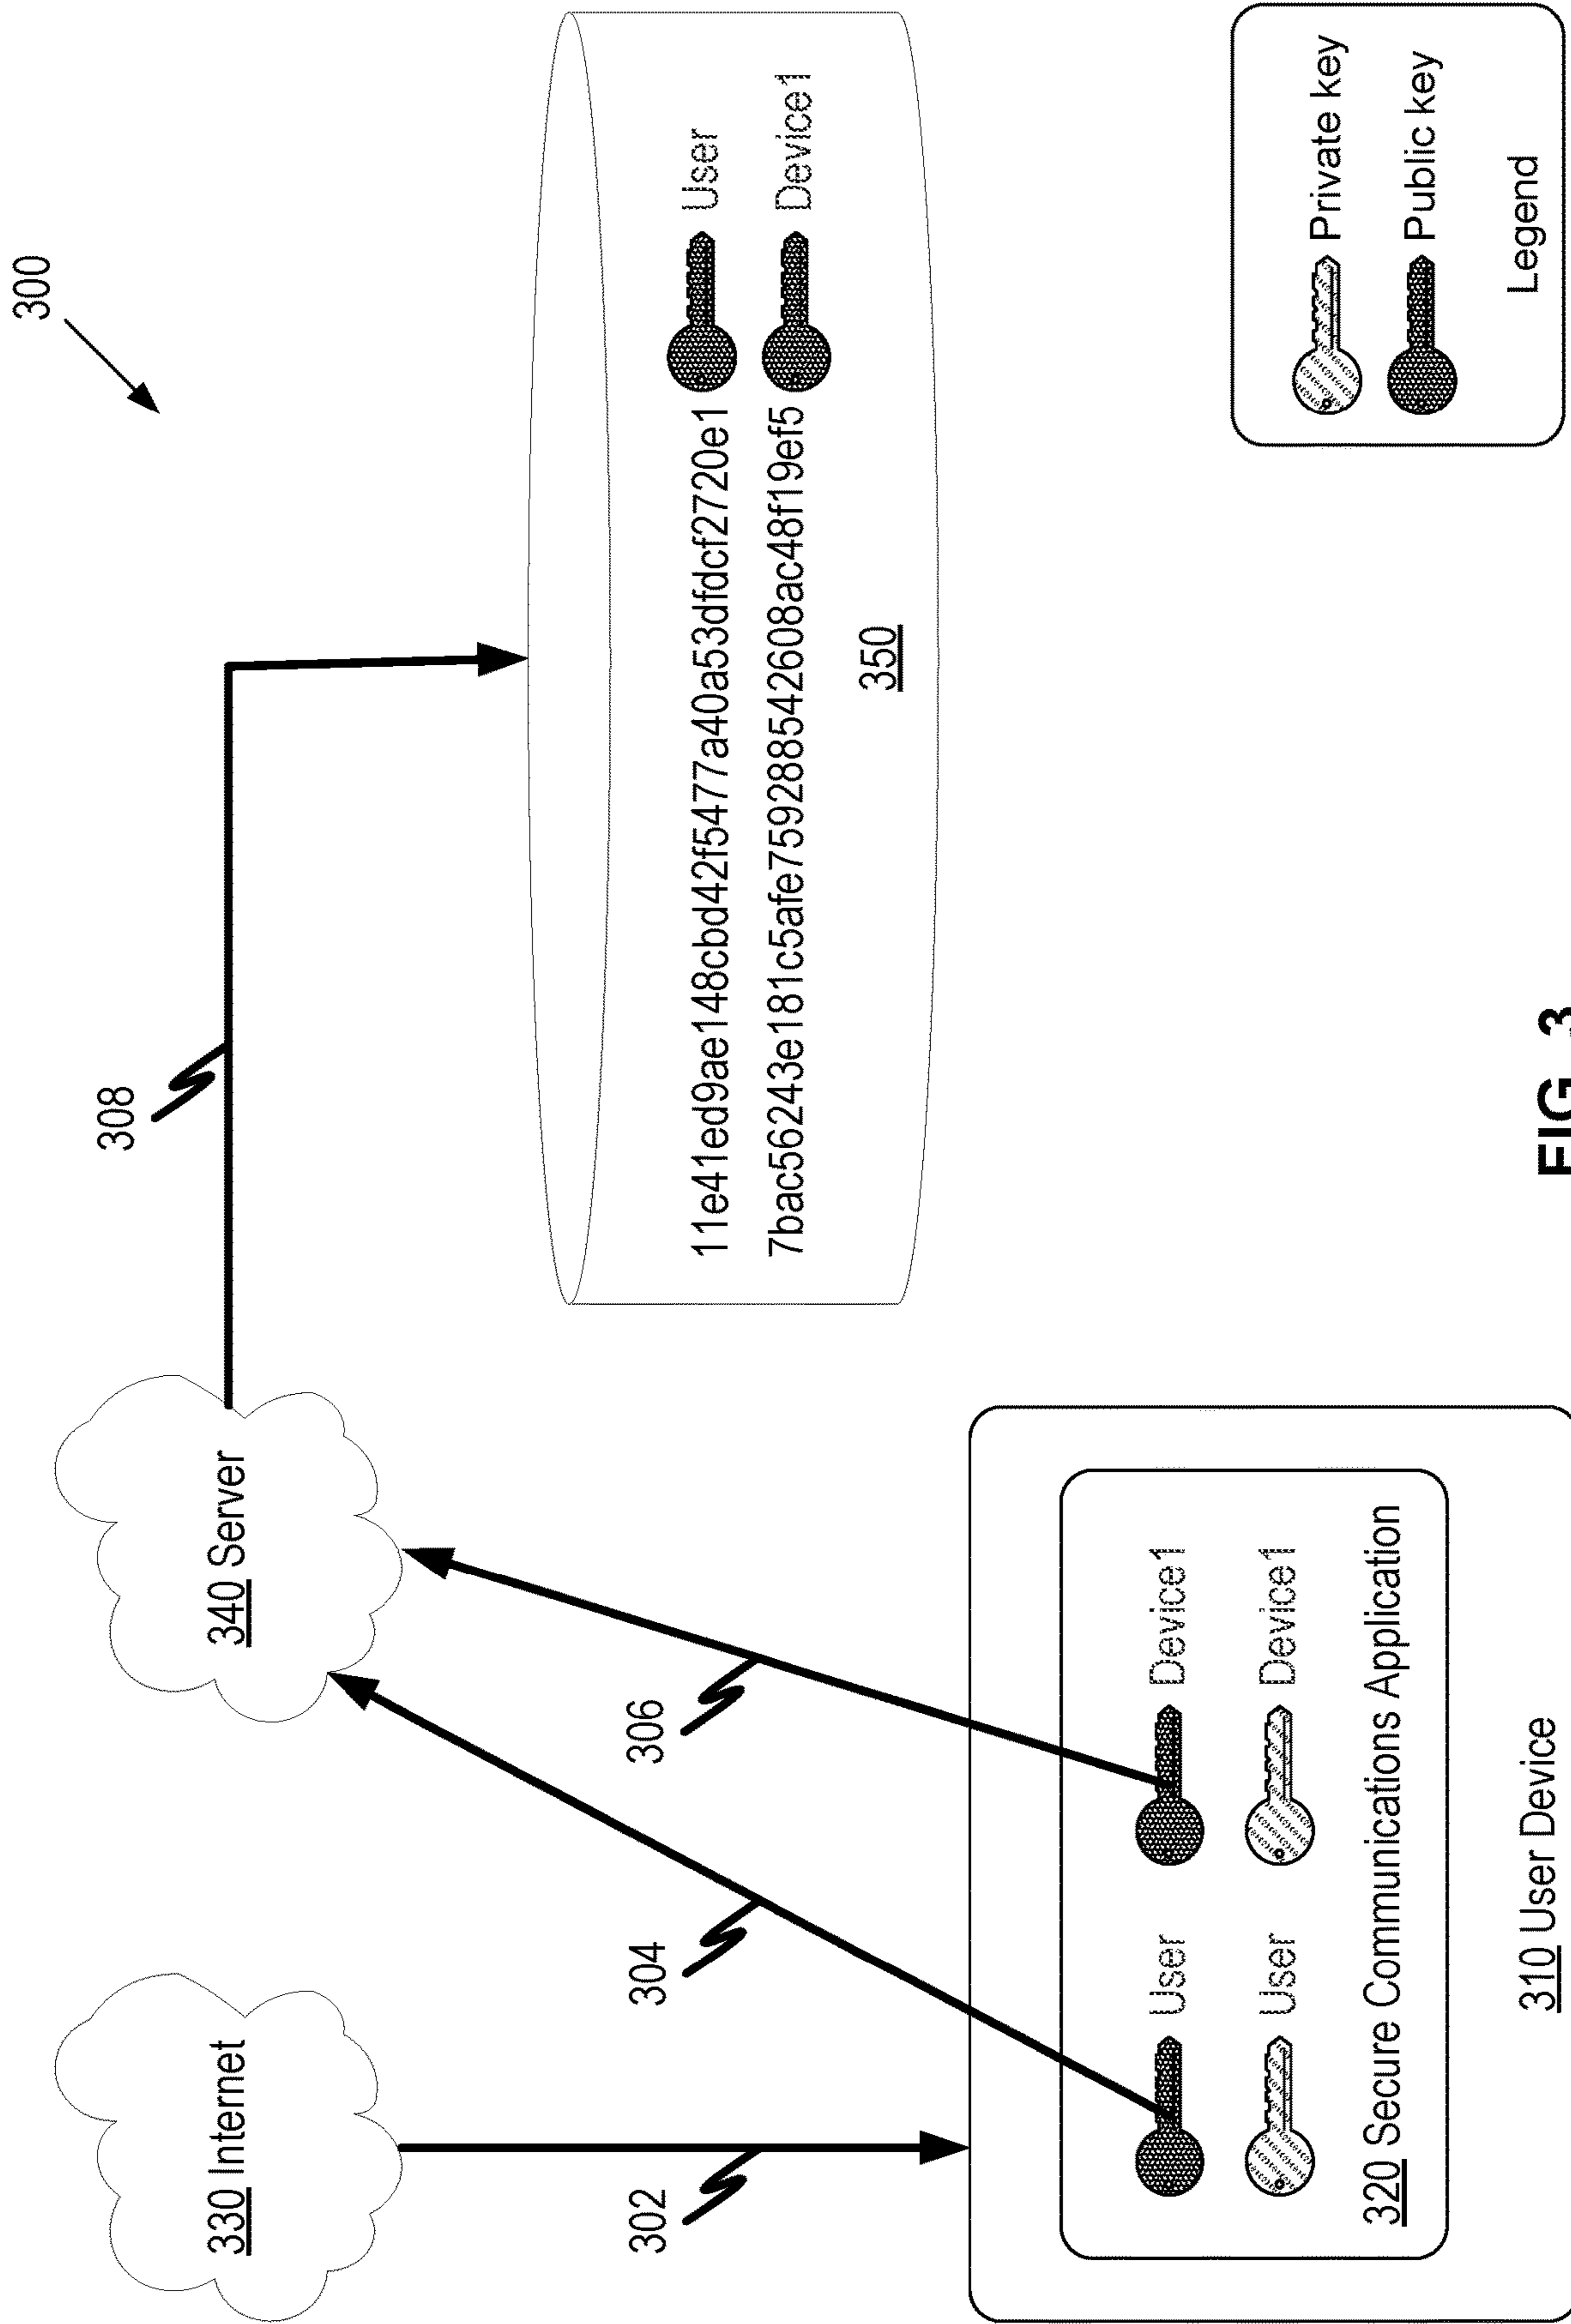 300
308
330 Internet
340 Server
302
304
306
11e41ed9ae148cbd42f5477a40a53dfdcf2720e1
User
7bac56243e181c5afe759288542608ac48f19ef5
Device1
350
User
Device1
User
Device1
320 Secure Communications Application
310 User Device
Private key
Public key
Legend
FIG. 3